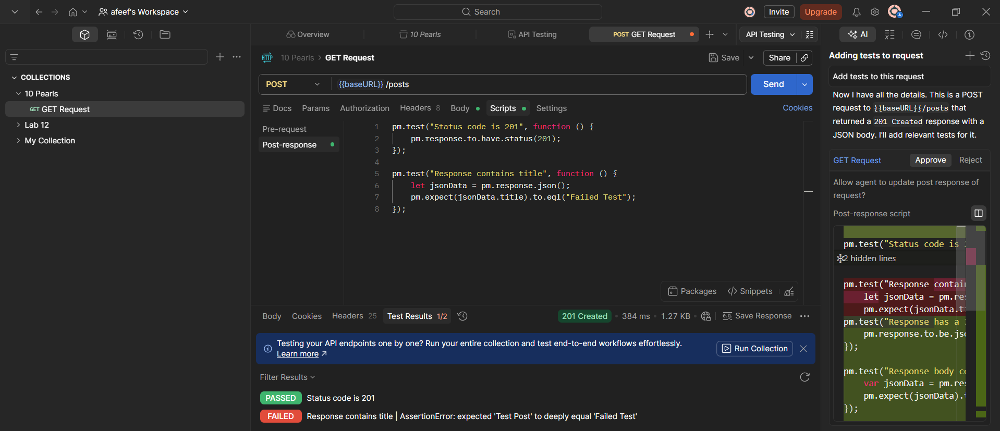 afeef's Workspace
Search
Invite
Upgrade
A
Overview
10 Pearls
API Testing
POST GET Request
API Testing
AI
HTTP
10 Pearls > GET Request
Save
Share
Adding tests to request
COLLECTIONS
10 Pearls
GET GET Request
Lab 12
My Collection
POST
{{baseURL}} /posts
Send
Docs
Params
Authorization
Headers 8
Body
Scripts
Settings
Cookies
Pre-request
Post-response
1 pm.test("Status code is 201", function () {
2 pm.response.to.have.status(201);
3 });
4
5 pm.test("Response contains title", function () {
6 let jsonData = pm.response.json();
7 pm.expect(jsonData.title).to.eql("Failed Test");
8 });
Packages
Snippets
Body
Cookies
Headers 25
Test Results 1/2
201 Created
384 ms
1.27 KB
e.g. Save Response
Testing your API endpoints one by one? Run your entire collection and test end-to-end workflows effortlessly.
Learn more
Run Collection
Filter Results
PASSED Status code is 201
FAILED Response contains title | AssertionError: expected 'Test Post' to deeply equal 'Failed Test'
Add tests to this request
Now I have all the details. This is a POST
request to {{baseURL}}/posts that
returned a 201 Created response with a
JSON body. I'll add relevant tests for it.
GET Request
Approve
Reject
Allow agent to update post response of
request?
Post-response script
pm.test("Status code is
2 hidden lines
pm.test("Response contai
let jsonData = pm.re
pm.expect(jsonData.
pm.test("Response has a
pm.response.to.be.js
});
pm.test("Response body c
var jsonData = pm.re
pm.expect(jsonData).
});